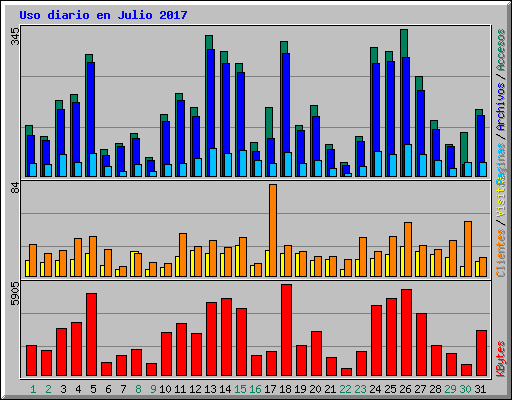 Uso diario en Julio 2017
345
84
5905
Accesos
/ Archivos /
Paginas
Visitas
Clientes /
KBytes
1 2 3 4 5 6 7 8 9 10 11 12 13 14 15 16 17 18 19 20 21 22 23 24 25 26 27 28 29 30 31